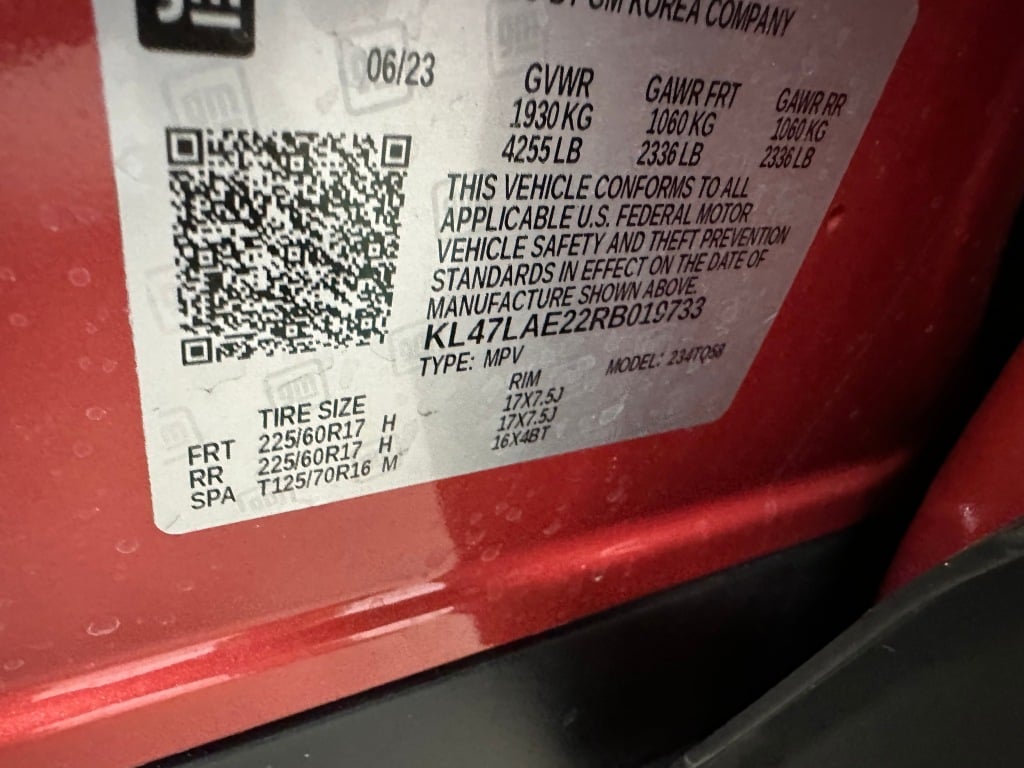 gm
GM KOREA COMPANY
06/23
GVWR GAWR FRT GAWR RR
1930 KG 1060 KG 1060 KG
4255 LB 2336 LB 2336 LB
THIS VEHICLE CONFORMS TO ALL
APPLICABLE U.S. FEDERAL MOTOR
VEHICLE SAFETY AND THEFT PREVENTION
STANDARDS IN EFFECT ON THE DATE OF
MANUFACTURE SHOWN ABOVE.
KL47LAE22RB019733
TYPE: MPV MODEL: 234TQ58
TIRE SIZE RIM
FRT 225/60R17 H 17X7.5J
RR 225/60R17 H 17X7.5J
SPA T125/70R16 M 16X4BT